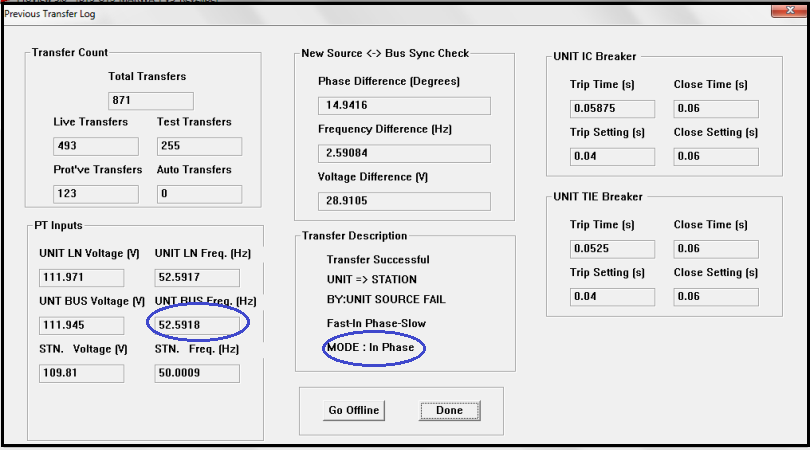 Previous Transfer Log
Transfer Count
Total Transfers
871
Live Transfers Test Transfers
493 255
Prot've Transfers Auto Transfers
123 0
PT Inputs
UNIT LN Voltage (V) UNIT LN Freq. (Hz)
111.971 52.5917
UNT BUS Voltage (V) UNT BUS Freq. (Hz)
111.945 52.5918
STN. Voltage (V) STN. Freq. (Hz)
109.81 50.0009
New Source <-> Bus Sync Check
Phase Difference (Degrees)
14.9416
Frequency Difference (Hz)
2.59084
Voltage Difference (V)
28.9105
Transfer Description
Transfer Successful
UNIT => STATION
BY:UNIT SOURCE FAIL
Fast-In Phase-Slow
MODE : In Phase
Go Offline Done
UNIT IC Breaker
Trip Time (s) Close Time (s)
0.05875 0.06
Trip Setting (s) Close Setting (s)
0.04 0.06
UNIT TIE Breaker
Trip Time (s) Close Time (s)
0.0525 0.06
Trip Setting (s) Close Setting (s)
0.04 0.06